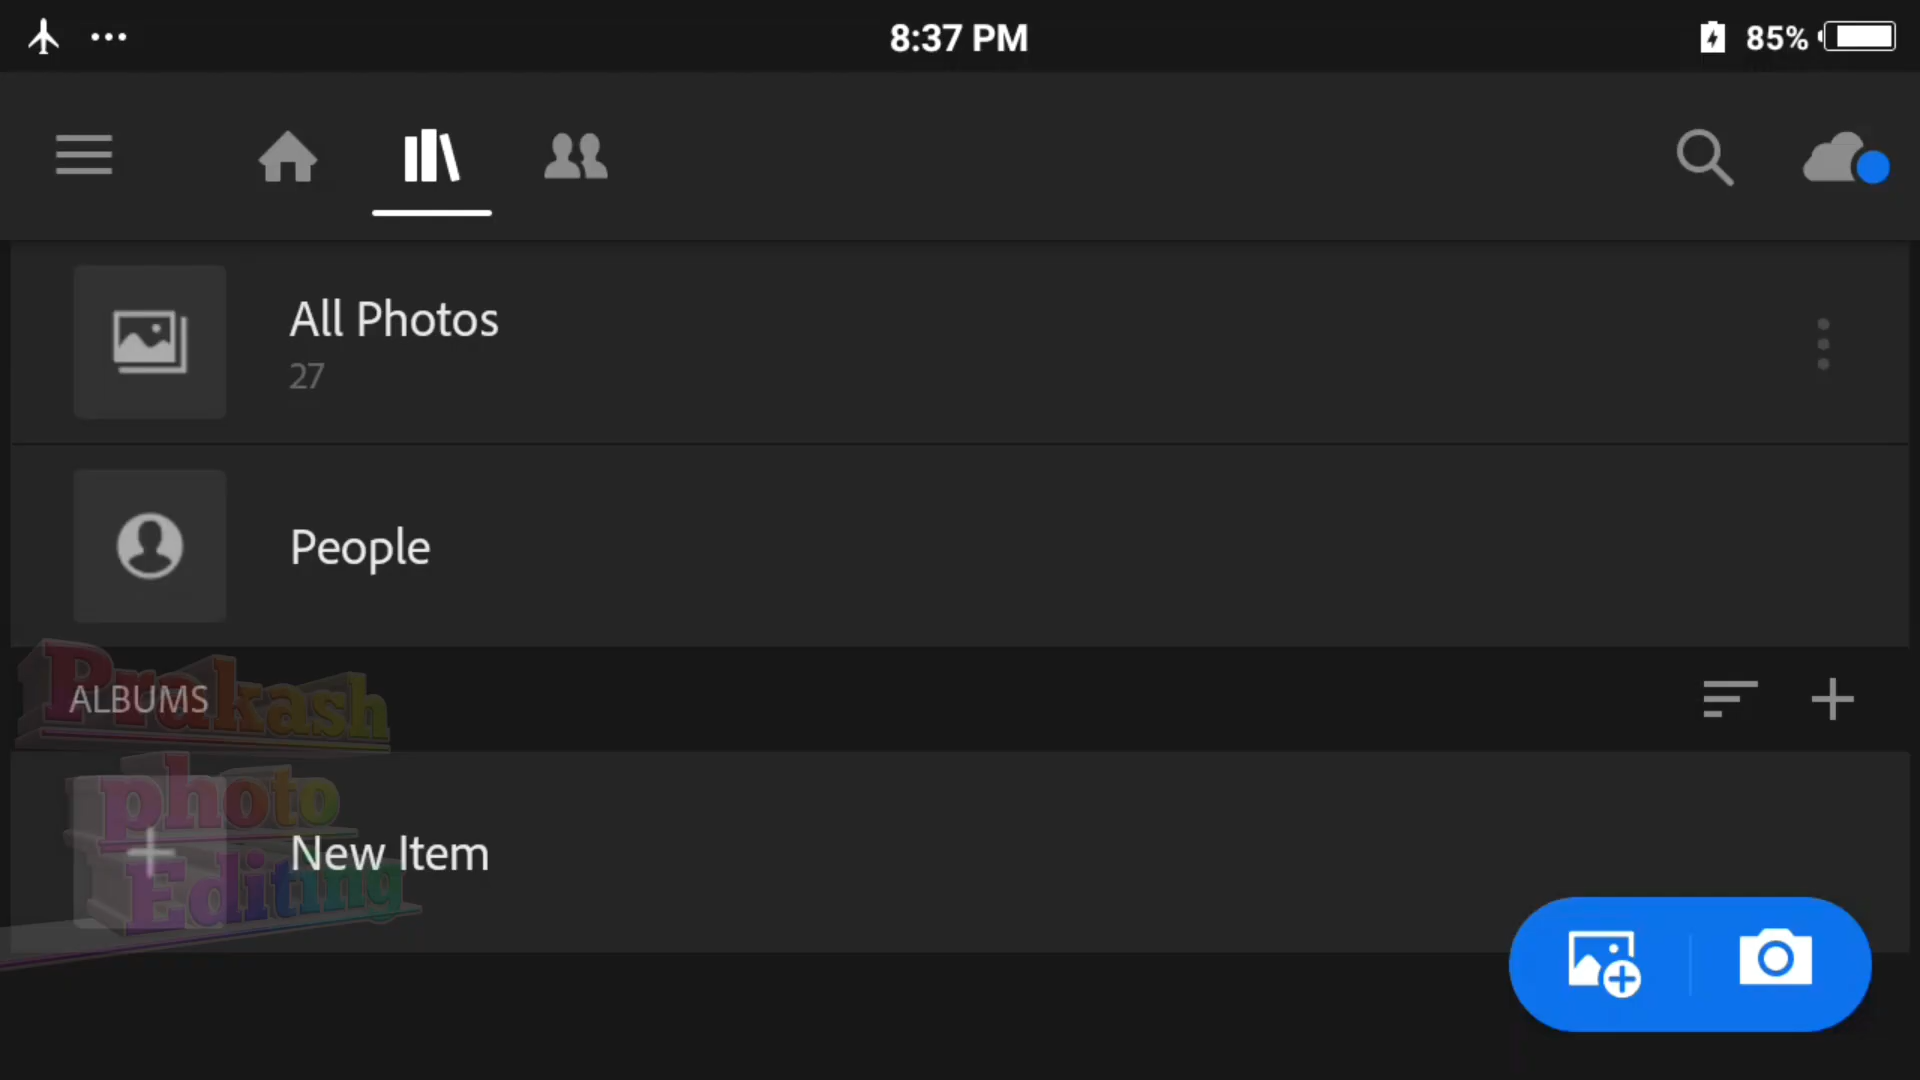 8:37 PM
85%
All Photos
27
People
ALBUMS
Prakash
photo
Editing
New Item